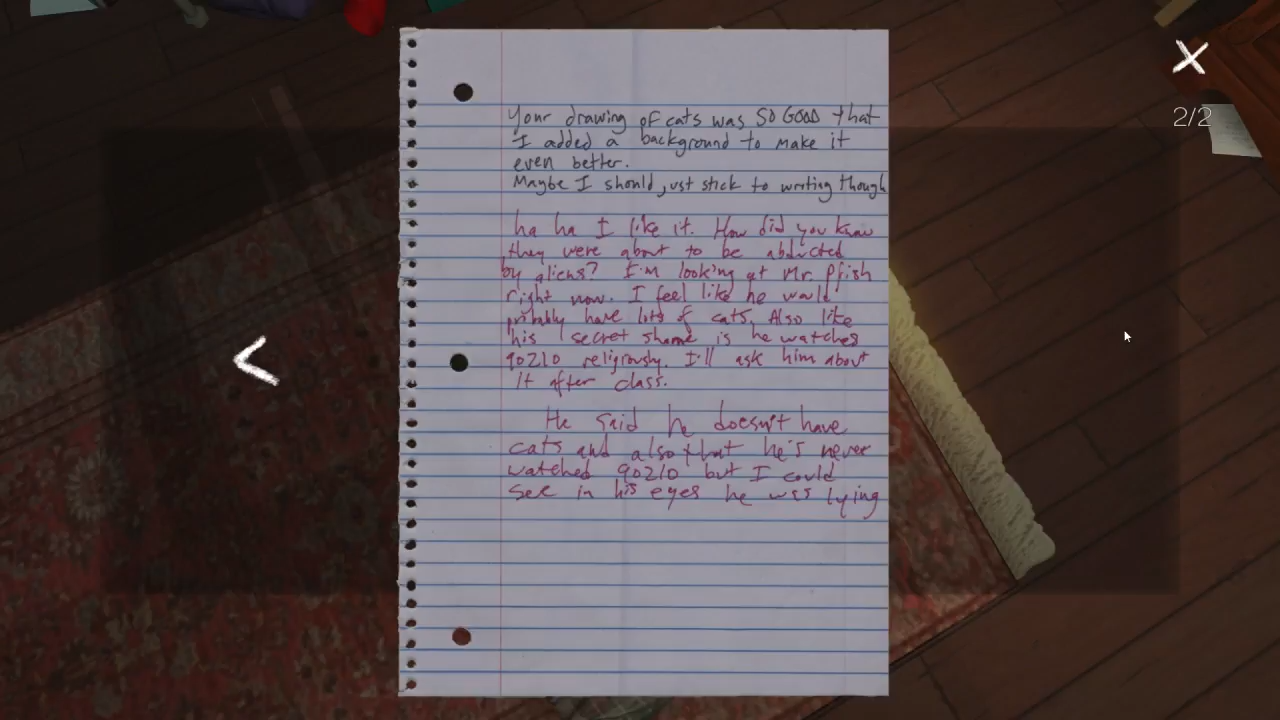 2/2
Your drawing of cats was SO GOOD that
I added a background to make it
even better.
Maybe I should just stick to writing though
ha ha I like it. How did you know
they were about to be abducted
by aliens? I'm looking at Mr. Pfish
right now. I feel like he would
probably have lots of cats. Also like
his secret shame is he watches
90210 religiously. I'll ask him about
it after class.
He said he doesn't have
cats and also that he's never
watched 90210 but I could
see in his eyes he was lying